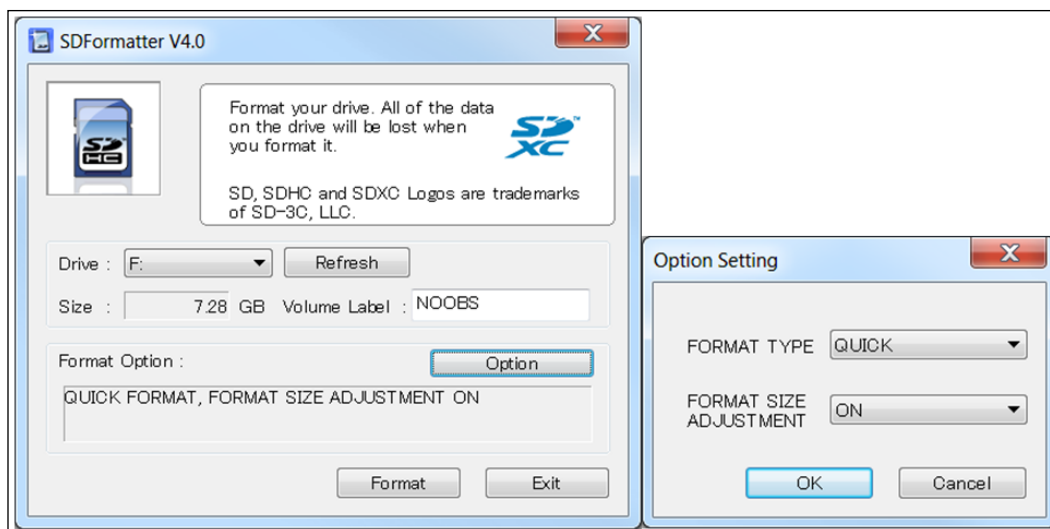 SDFormatter V4.0
SD
HC
Format your drive. All of the data
on the drive will be lost when
you format it.
SD™
XC
SD, SDHC and SDXC Logos are trademarks
of SD-3C, LLC.
Drive : F: Refresh
Size : 7.28 GB Volume Label : NOOBS
Format Option : Option
QUICK FORMAT, FORMAT SIZE ADJUSTMENT ON
Format Exit
Option Setting
FORMAT TYPE QUICK
FORMAT SIZE
ADJUSTMENT ON
OK Cancel